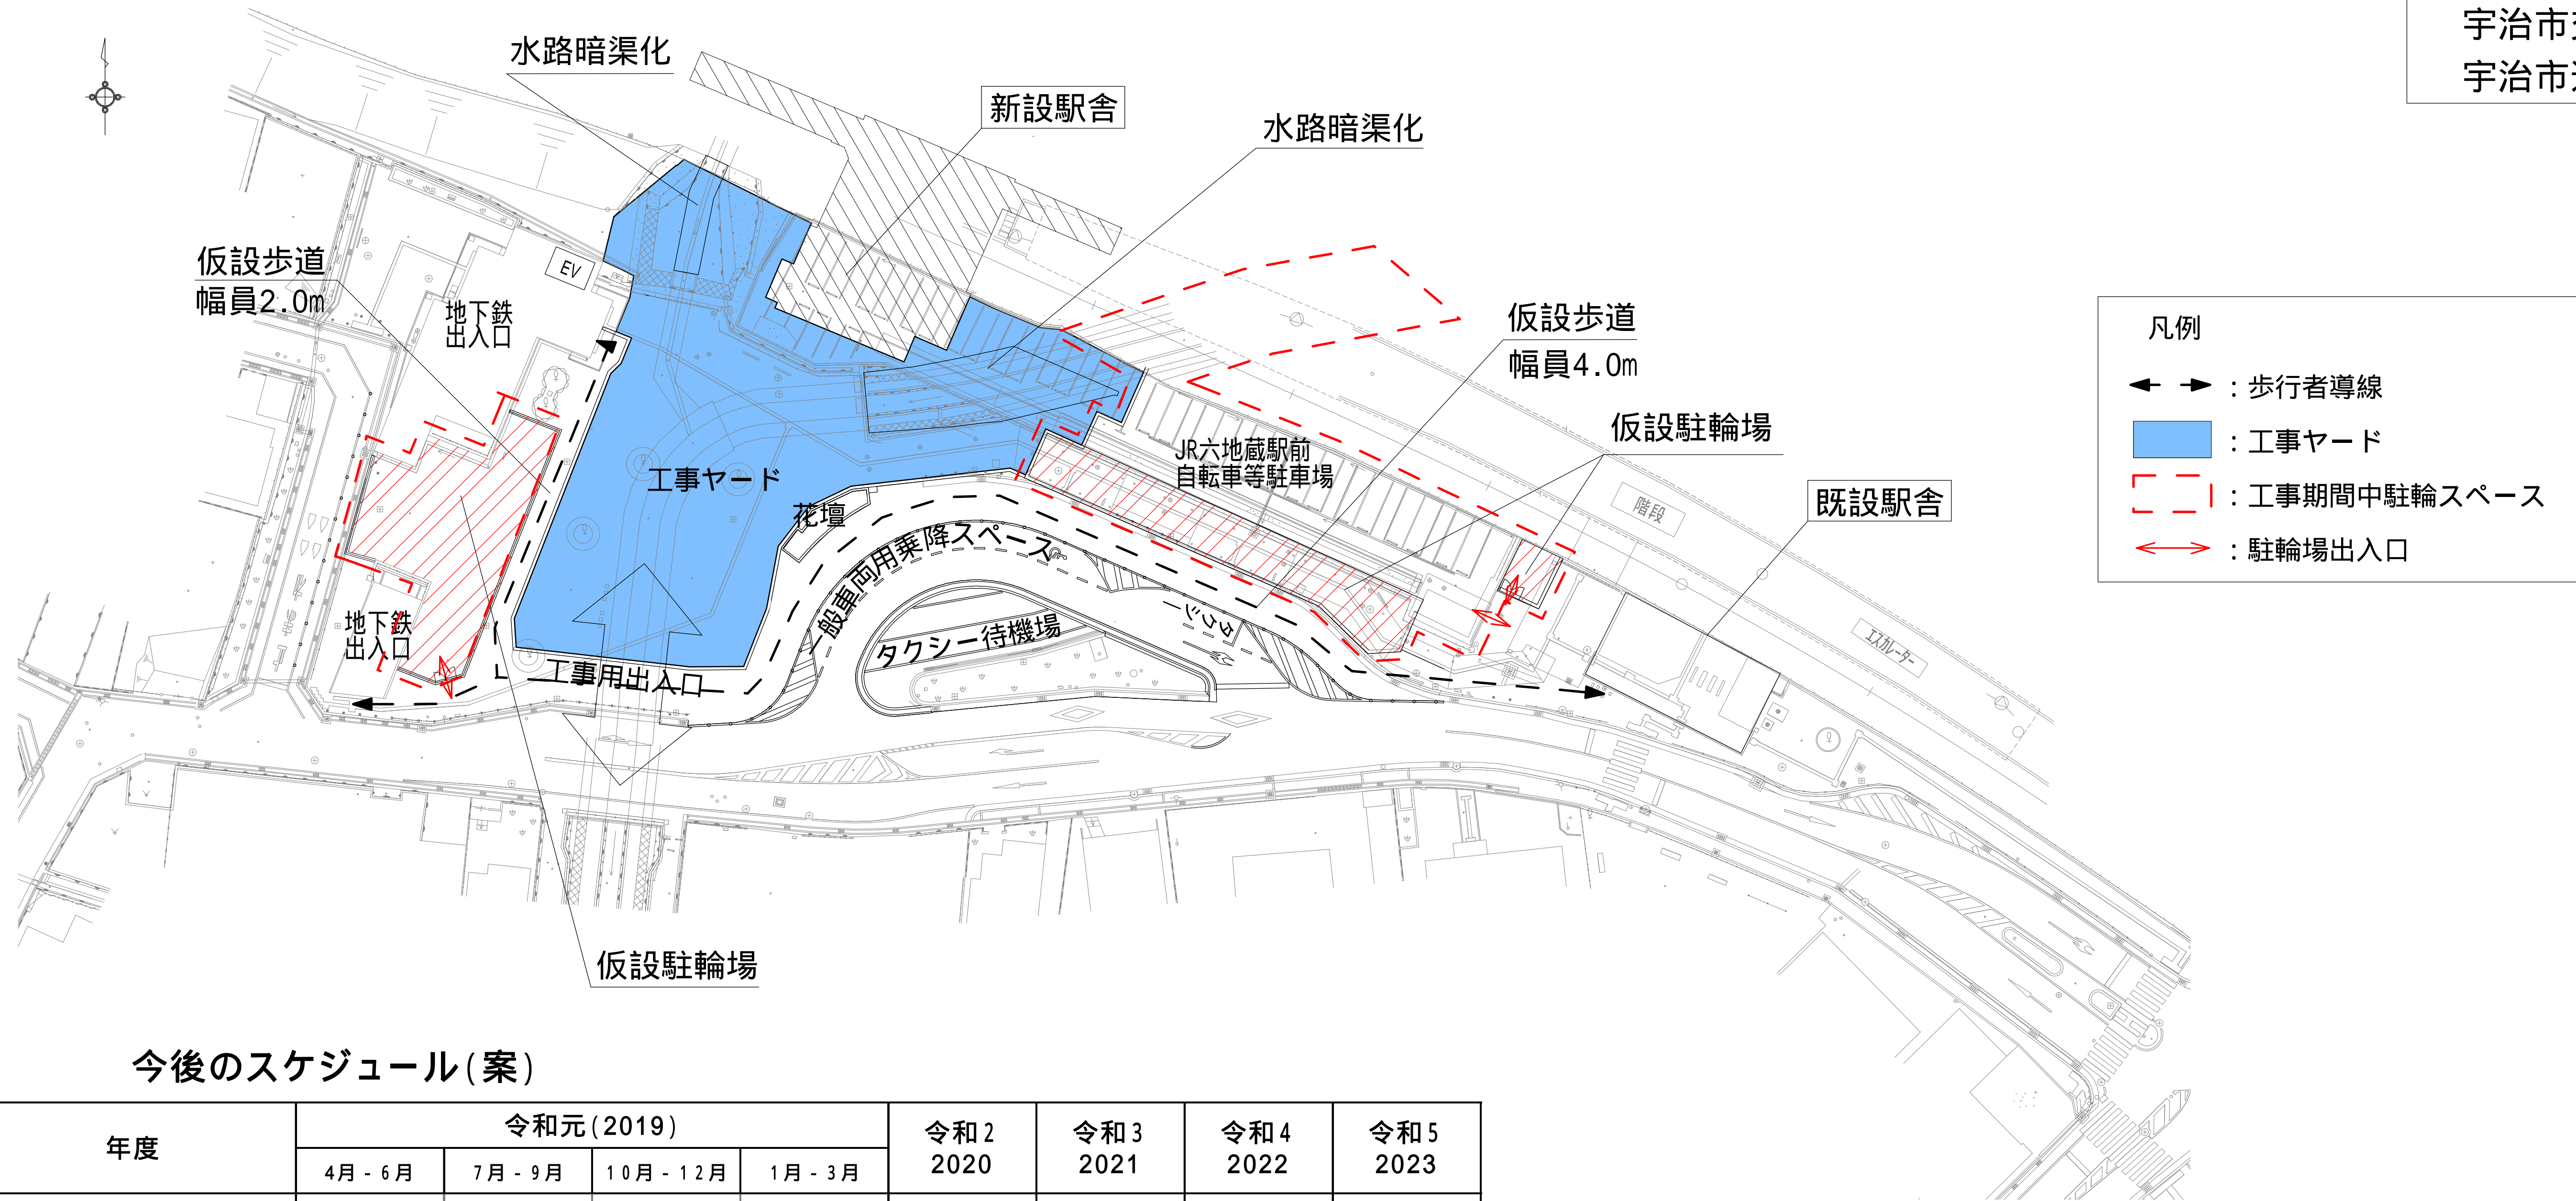 宇治市
宇治市
水路暗渠化
新設駅舎
水路暗渠化
仮設歩道
幅員2.0m
EV
地下鉄
出入口
仮設歩道
幅員4.0m
仮設駐輪場
JR六地蔵駅前
自転車等駐車場
工事ヤード
花壇
一般車両用乗降スペース
タクシー待機場
タクシー
階段
既設駅舎
エスカレーター
地下鉄
出入口
工事用出入口
仮設駐輪場
凡例
：歩行者導線
：工事ヤード
：工事期間中駐輪スペース
：駐輪場出入口
今後のスケジュール(案)
年度
令和元(2019)
4月-6月
7月-9月
10月-12月
1月-3月
令和2
2020
令和3
2021
令和4
2022
令和5
2023